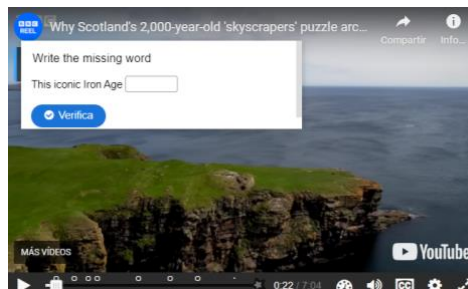 BBC
REEL
Why Scotland's 2,000-year-old 'skyscrapers' puzzle arc...
Compartir
Info...
Write the missing word
This iconic Iron Age
Verifica
MÁS VÍDEOS
YouTube
0:22 / 7:04
CC